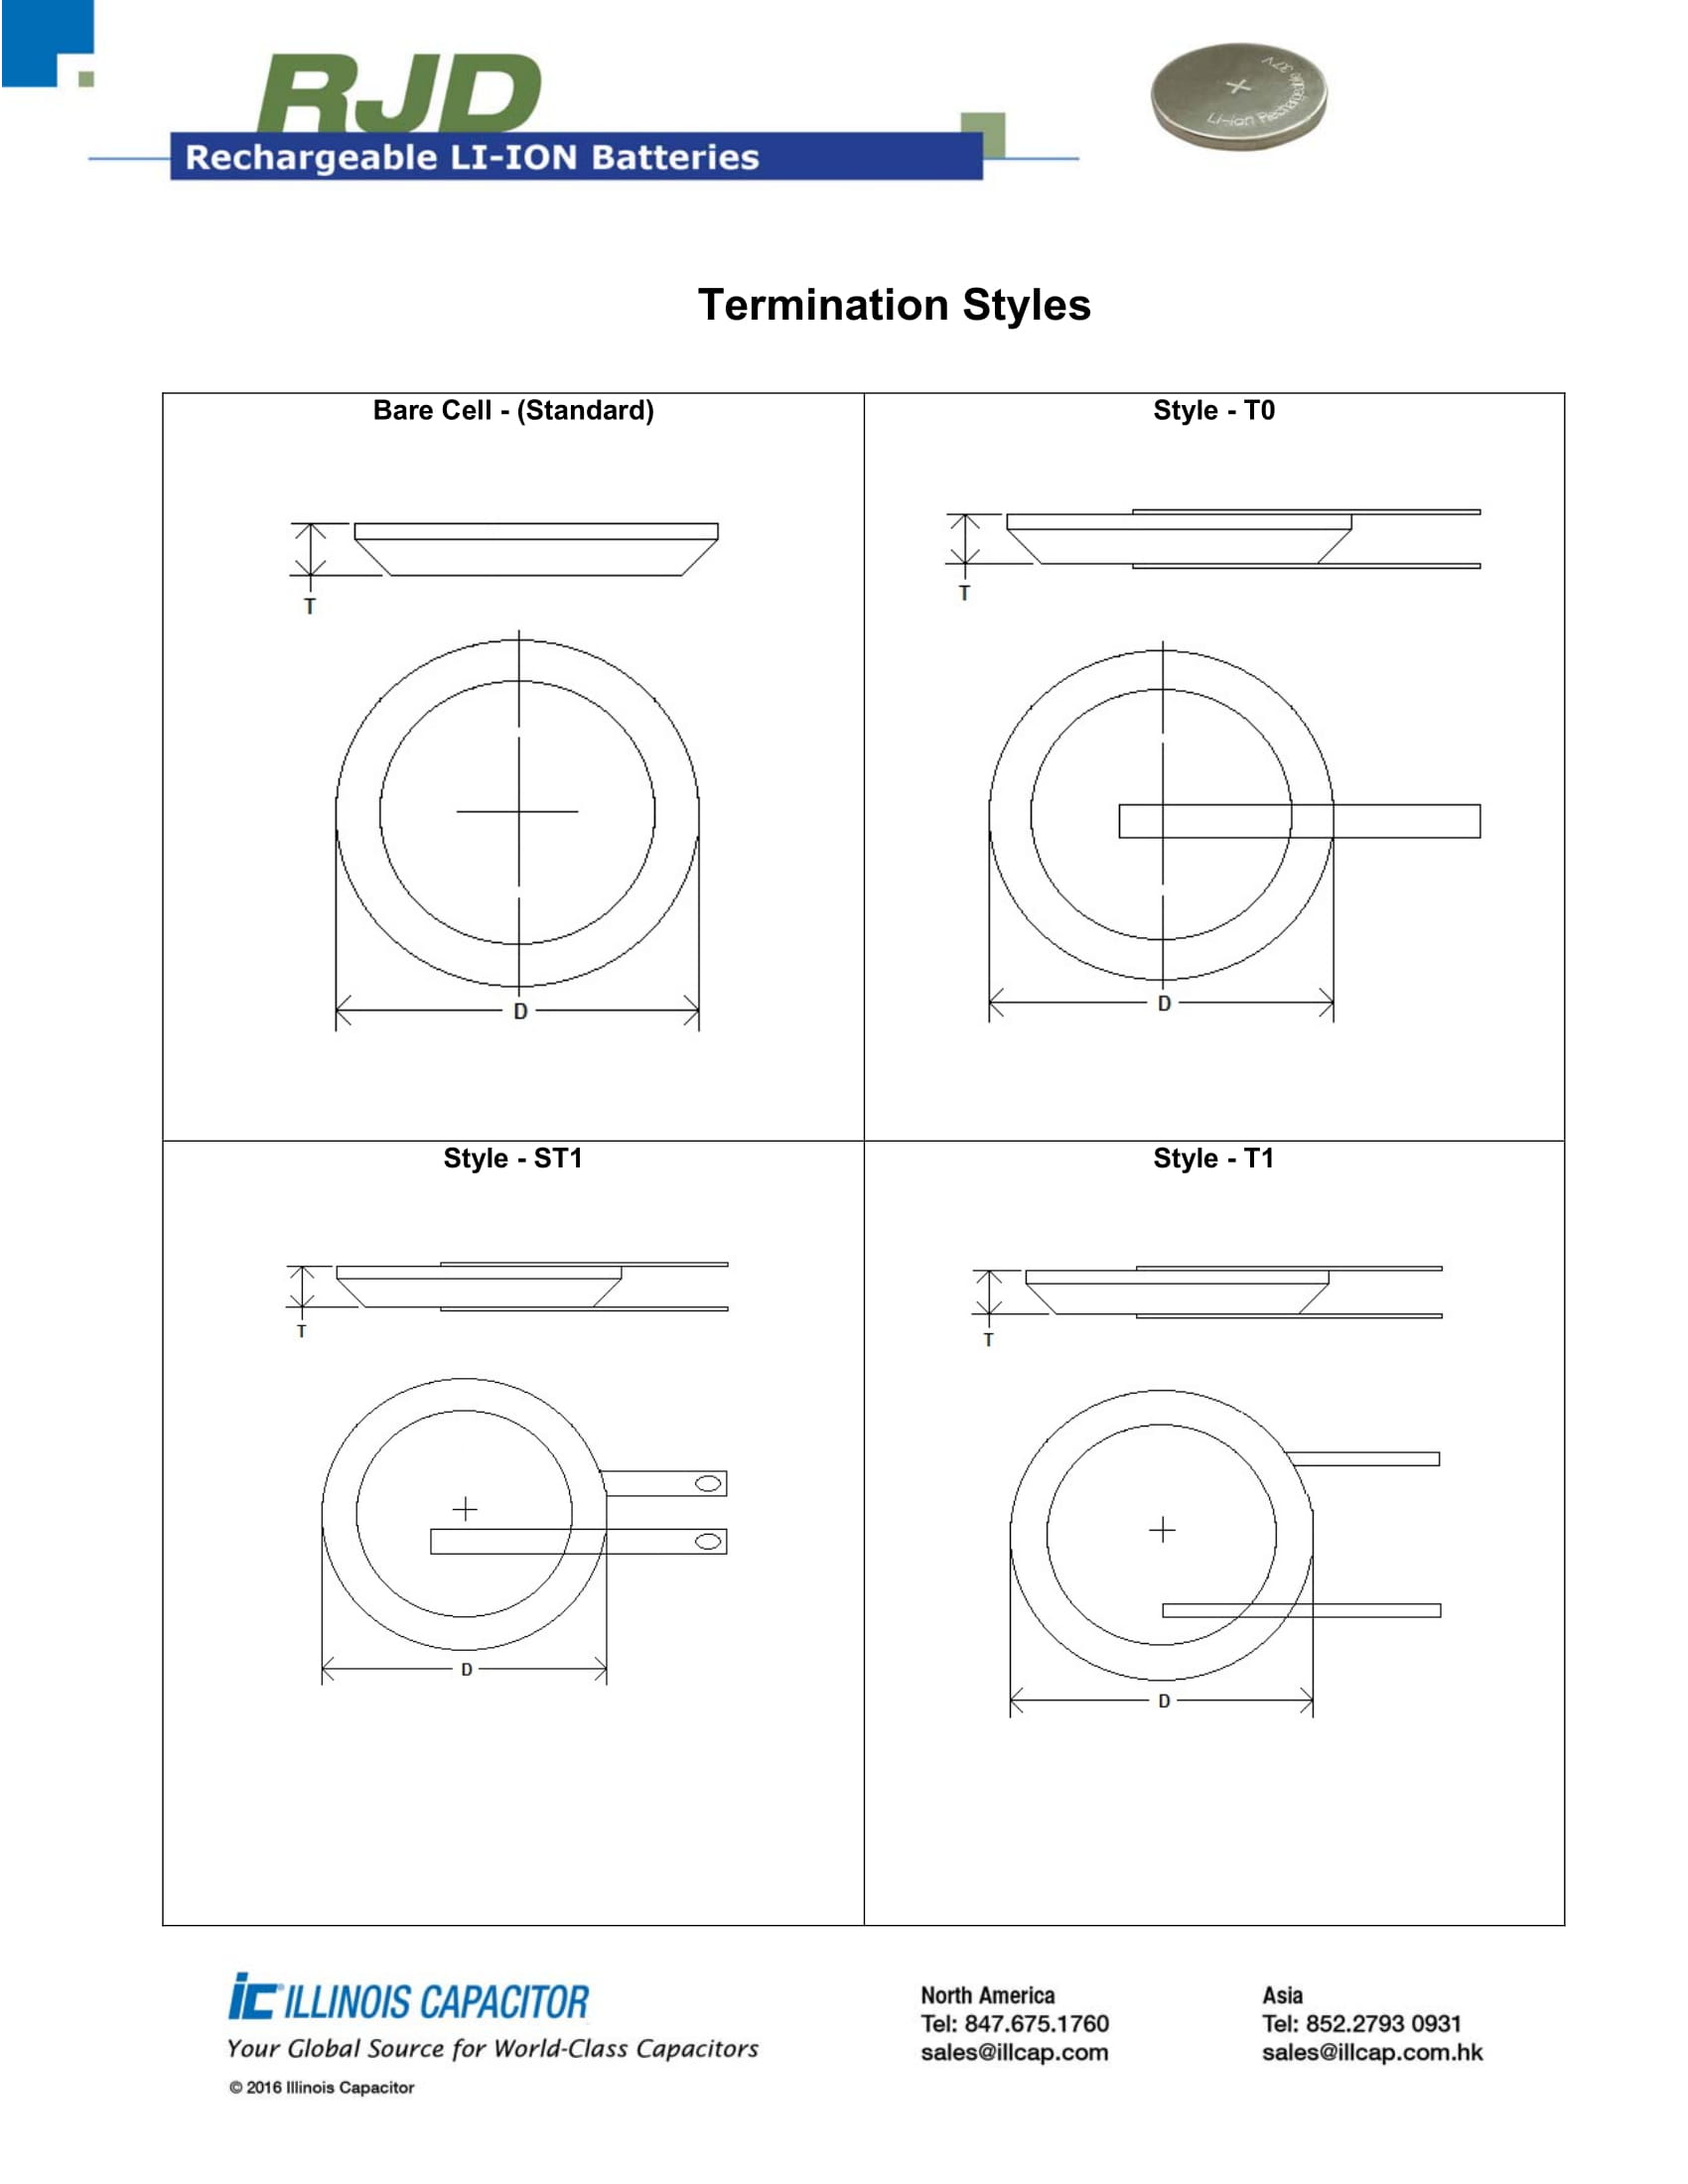 RJD
Rechargeable LI-ION Batteries
Li-ion Rechargeable 3.7V
Termination Styles
Bare Cell - (Standard)
T
D
Style - T0
T
D
Style - ST1
T
D
Style - T1
T
D
ic ILLINOIS CAPACITOR
Your Global Source for World-Class Capacitors
© 2016 Illinois Capacitor
North America
Tel: 847.675.1760
sales@illcap.com
Asia
Tel: 852.2793 0931
sales@illcap.com.hk